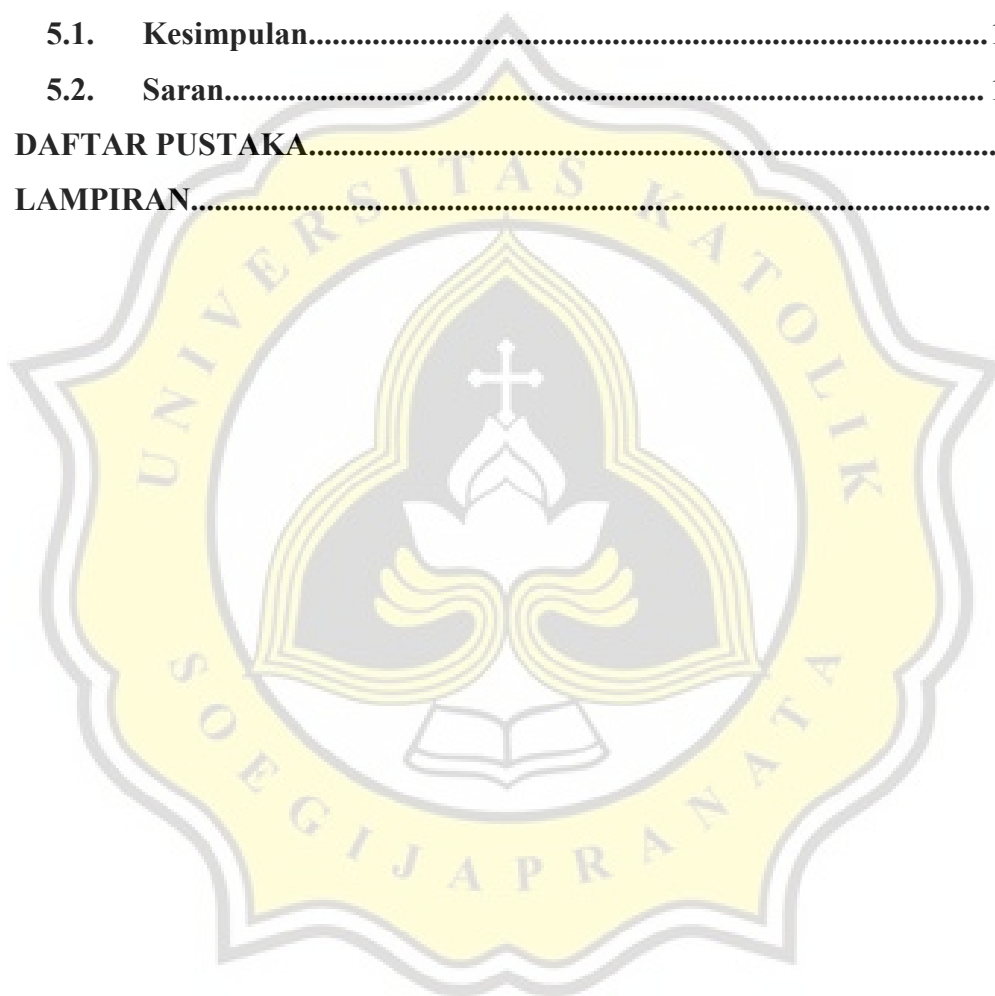 5.1. Kesimpulan.....................................................................................
5.2. Saran...............................................................................................
DAFTAR PUSTAKA......................................................................................
LAMPIRAN....................................................................................................
UNIVERSITAS KATOLIK
SOEGIJAPRANATA